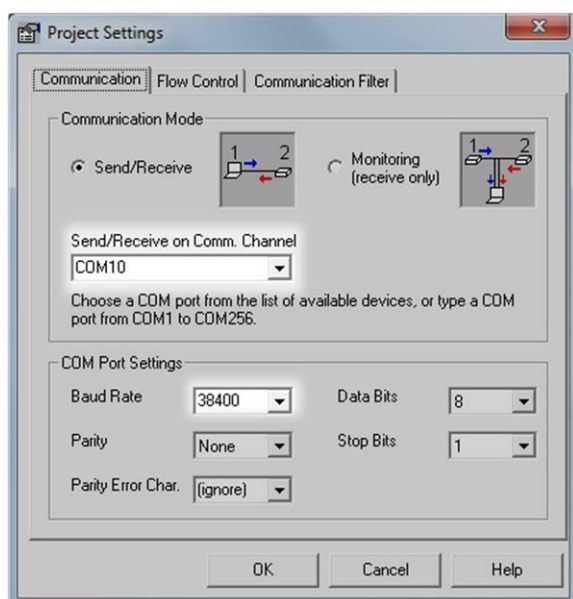 Project Settings
Communication
Flow Control
Communication Filter
Communication Mode
Send/Receive
1 2
Monitoring
(receive only)
1 2
Send/Receive on Comm. Channel
COM10
Choose a COM port from the list of available devices, or type a COM
port from COM1 to COM256.
COM Port Settings
Baud Rate
38400
Data Bits
8
Parity
None
Stop Bits
1
Parity Error Char.
(ignore)
OK
Cancel
Help